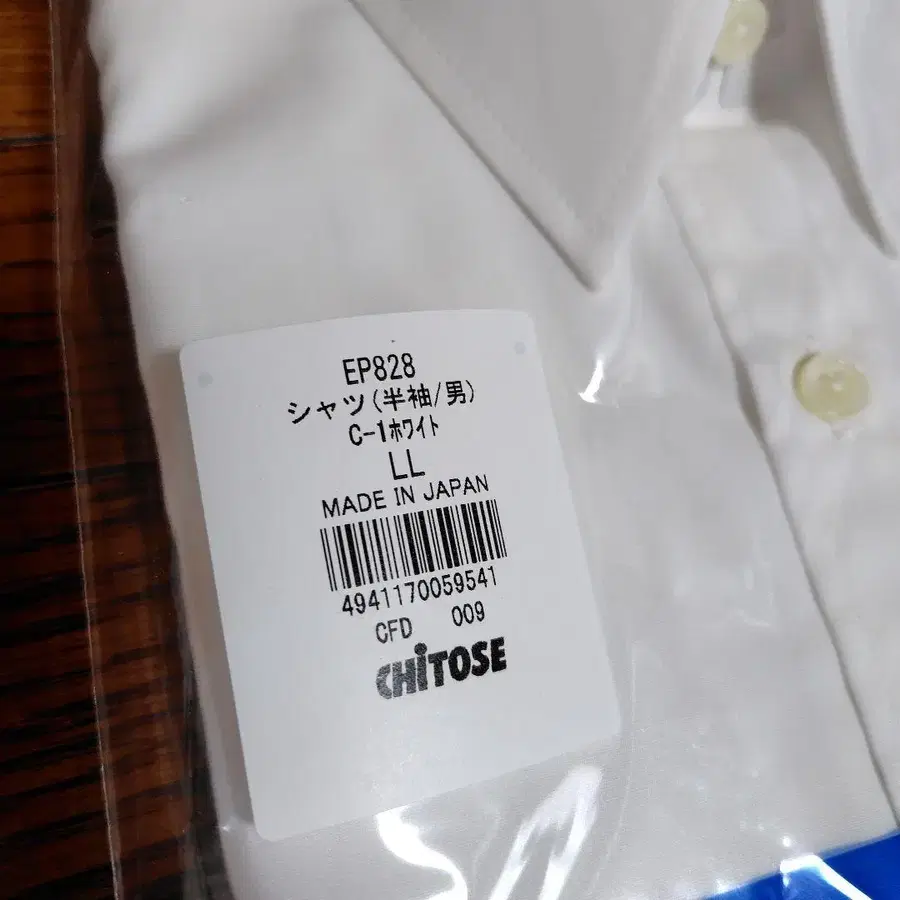 EP828
シャツ(半袖/男)
C-1ﾎﾜｲﾄ
LL
MADE IN JAPAN
4941170059541
CFD 009
CHiTOSE